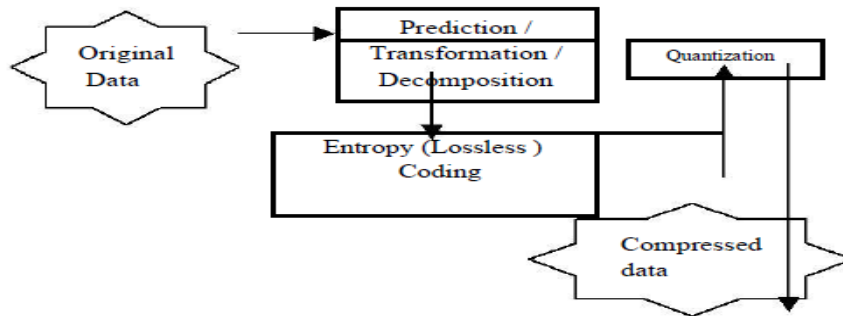 Original
Data
Prediction /
Transformation /
Decomposition
Quantization
Entropy (Lossless )
Coding
Compressed
data